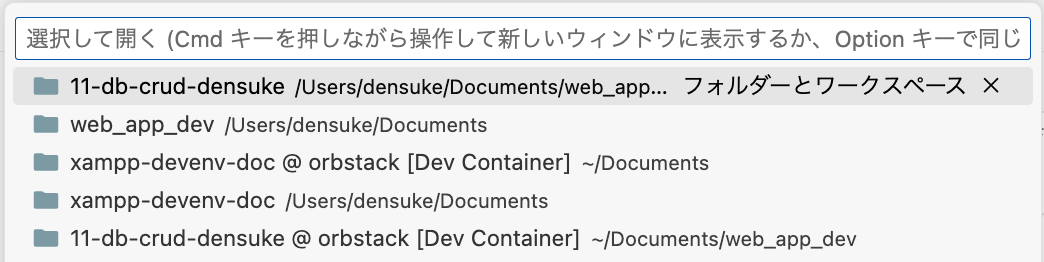 選択して開く (Cmd キーを押しながら操作して新しいウィンドウに表示するか、Option キーで同じ
11-db-crud-densuke /Users/densuke/Documents/web_app... フォルダーとワークスペース ×
web_app_dev /Users/densuke/Documents
xampp-devenv-doc @ orbstack [Dev Container] ~/Documents
xampp-devenv-doc /Users/densuke/Documents
11-db-crud-densuke @ orbstack [Dev Container] ~/Documents/web_app_dev